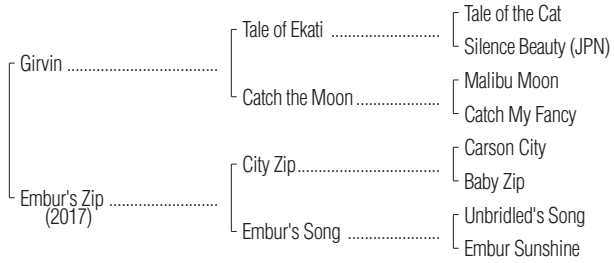 Tale of the Cat
Tale of Ekati ....................
Silence Beauty (JPN)
Girvin .......................................
Malibu Moon
Catch the Moon .....................
Catch My Fancy
Carson City
City Zip....................................
Baby Zip
Embur's Zip ............................
(2017)
Unbridled's Song
Embur's Song .......................
Embur Sunshine